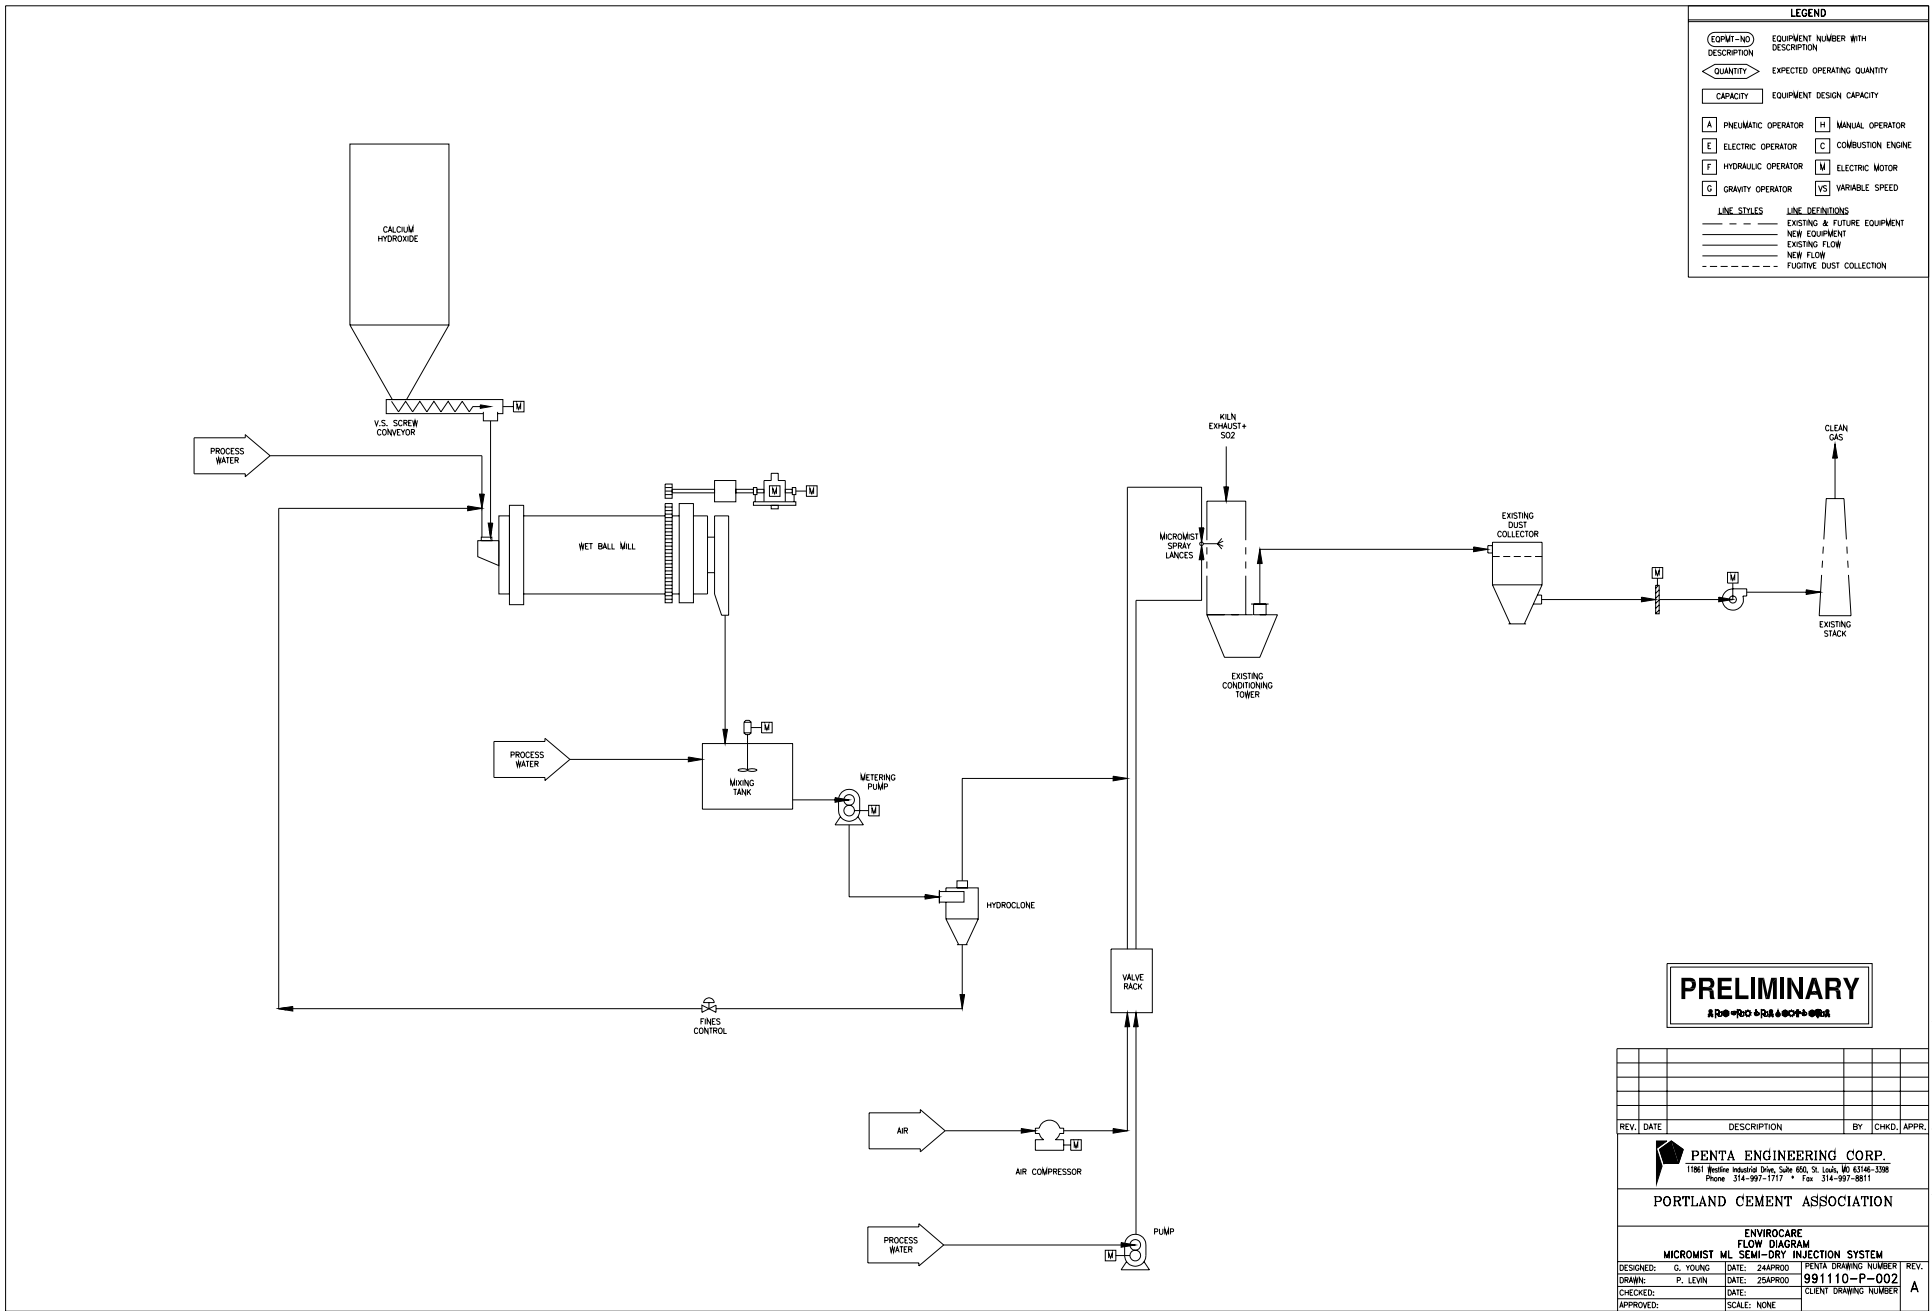 LEGEND
EQPMT-NO
DESCRIPTION
EQUIPMENT NUMBER WITH
DESCRIPTION
QUANTITY
EXPECTED OPERATING QUANTITY
CAPACITY
EQUIPMENT DESIGN CAPACITY
A PNEUMATIC OPERATOR
H MANUAL OPERATOR
E ELECTRIC OPERATOR
C COMBUSTION ENGINE
F HYDRAULIC OPERATOR
M ELECTRIC MOTOR
G GRAVITY OPERATOR
VS VARIABLE SPEED
LINE STYLES
LINE DEFINITIONS
EXISTING & FUTURE EQUIPMENT
NEW EQUIPMENT
EXISTING FLOW
NEW FLOW
FUGITIVE DUST COLLECTION
CALCIUM
HYDROXIDE
M
V.S. SCREW
CONVEYOR
PROCESS
WATER
M
M
WET BALL MILL
KILN
EXHAUST+
SO2
MICROMIST
SPRAY
LANCES
EXISTING
CONDITIONING
TOWER
EXISTING
DUST
COLLECTOR
M
M
CLEAN
GAS
EXISTING
STACK
PROCESS
WATER
M
MIXING
TANK
METERING
PUMP
M
HYDROCLONE
FINES
CONTROL
VALVE
RACK
AIR
M
AIR COMPRESSOR
PROCESS
WATER
M
PUMP
PRELIMINARY
REV. DATE DESCRIPTION BY CHKD. APPR.
PENTA ENGINEERING CORP.
11861 Westline Industrial Drive, Suite 650, St. Louis, MO 63146-3398
Phone 314-997-1717 * Fax 314-997-8811
PORTLAND CEMENT ASSOCIATION
ENVIROCARE
FLOW DIAGRAM
MICROMIST ML SEMI-DRY INJECTION SYSTEM
DESIGNED: G. YOUNG DATE: 24APR00
DRAWN: P. LEVIN DATE: 25APR00
CHECKED: DATE:
APPROVED: SCALE: NONE
PENTA DRAWING NUMBER
991110-P-002
CLIENT DRAWING NUMBER
REV.
A